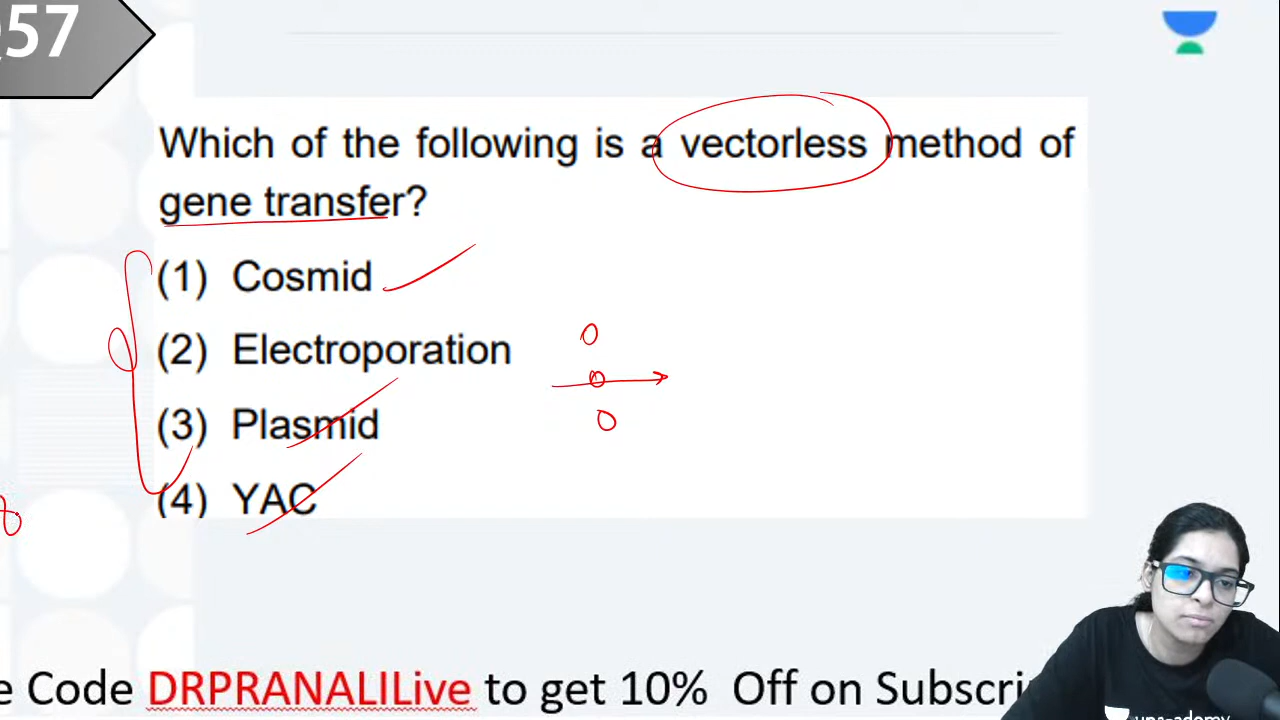 57
Which of the following is a vectorless method of
gene transfer?
(1) Cosmid
(2) Electroporation
(3) Plasmid
(4) YAC
e Code DRPRANALILive to get 10% Off on Subscri